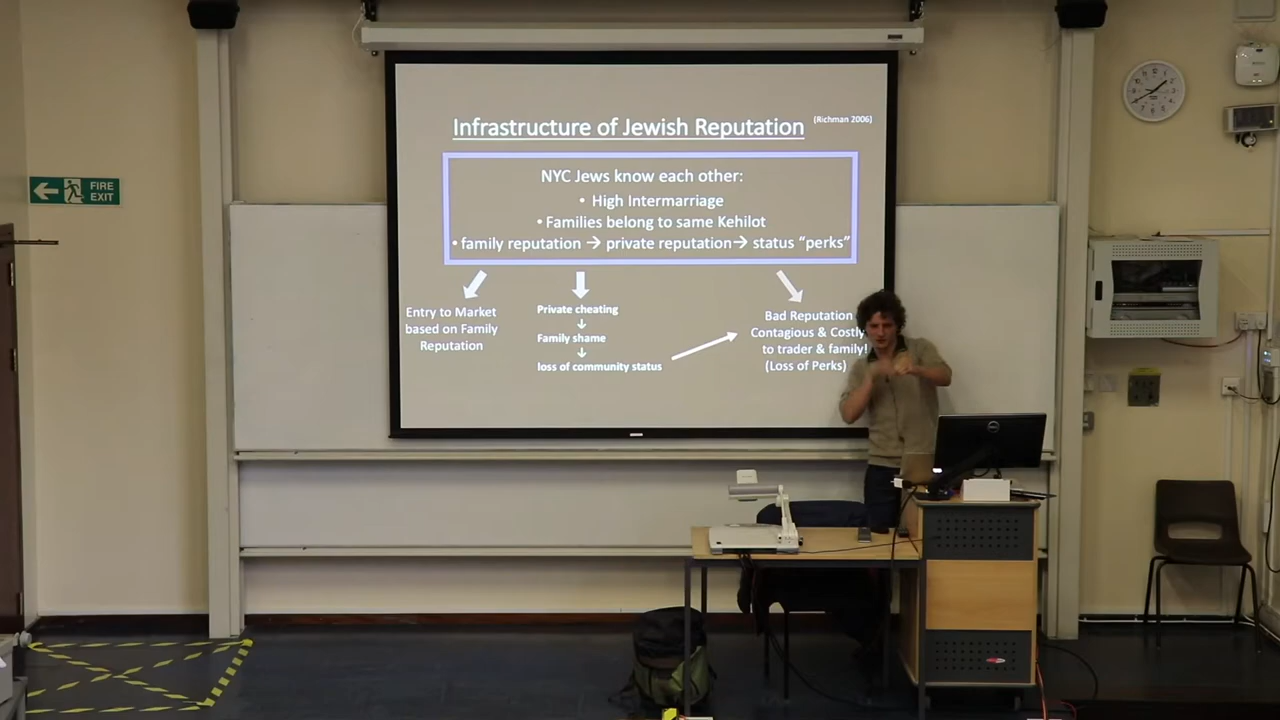 FIRE
EXIT
Infrastructure of Jewish Reputation
(Richman 2006)
NYC Jews know each other:
• High Intermarriage
• Families belong to same Kehilot
• family reputation → private reputation → status “perks”
Entry to Market
based on Family
Reputation
Private cheating
↓
Family shame
↓
loss of community status
Bad Reputation
Contagious & Costly
to trader & family!
(Loss of Perks)
DELL